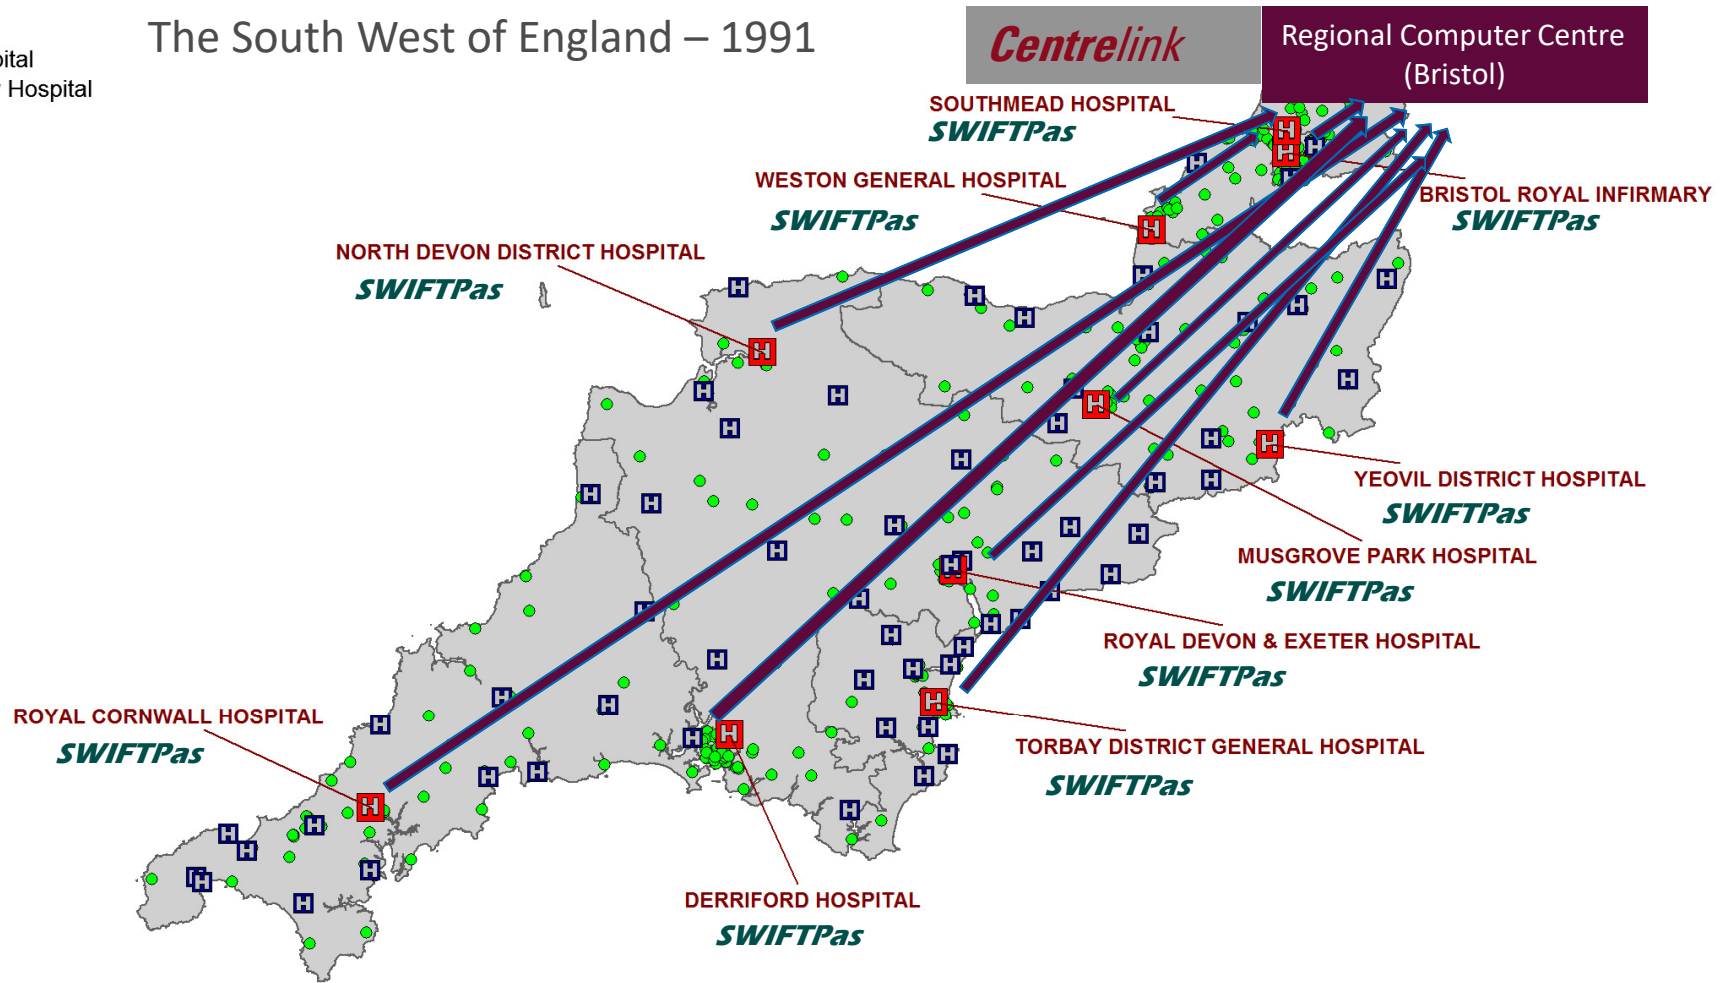 The South West of England – 1991
Centrelink
Regional Computer Centre
(Bristol)
pital
Hospital
SOUTHMEAD HOSPITAL
SWIFTPas
WESTON GENERAL HOSPITAL
SWIFTPas
BRISTOL ROYAL INFIRMARY
SWIFTPas
NORTH DEVON DISTRICT HOSPITAL
SWIFTPas
YEOVIL DISTRICT HOSPITAL
SWIFTPas
MUSGROVE PARK HOSPITAL
SWIFTPas
ROYAL DEVON & EXETER HOSPITAL
SWIFTPas
ROYAL CORNWALL HOSPITAL
SWIFTPas
TORBAY DISTRICT GENERAL HOSPITAL
SWIFTPas
DERRIFORD HOSPITAL
SWIFTPas